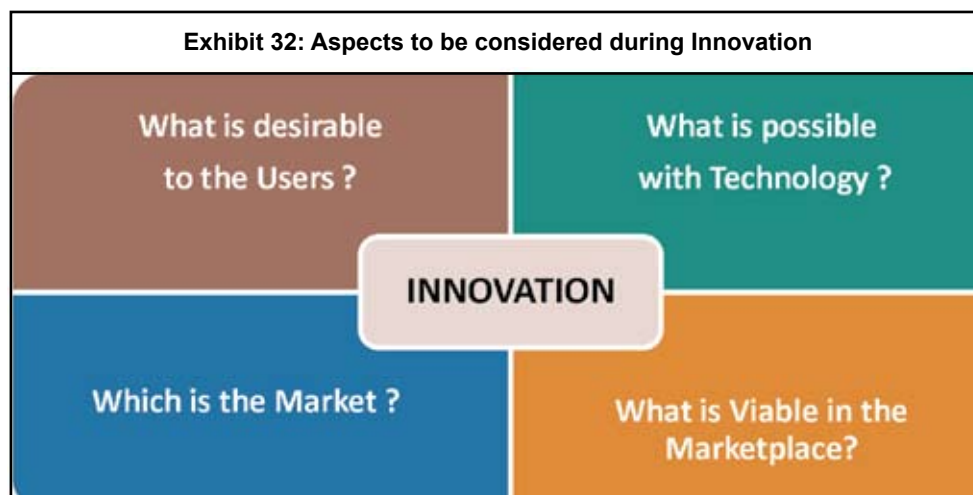 Exhibit 32: Aspects to be considered during Innovation
What is desirable
to the Users ?
What is possible
with Technology ?
INNOVATION
Which is the Market ?
What is Viable in the
Marketplace?